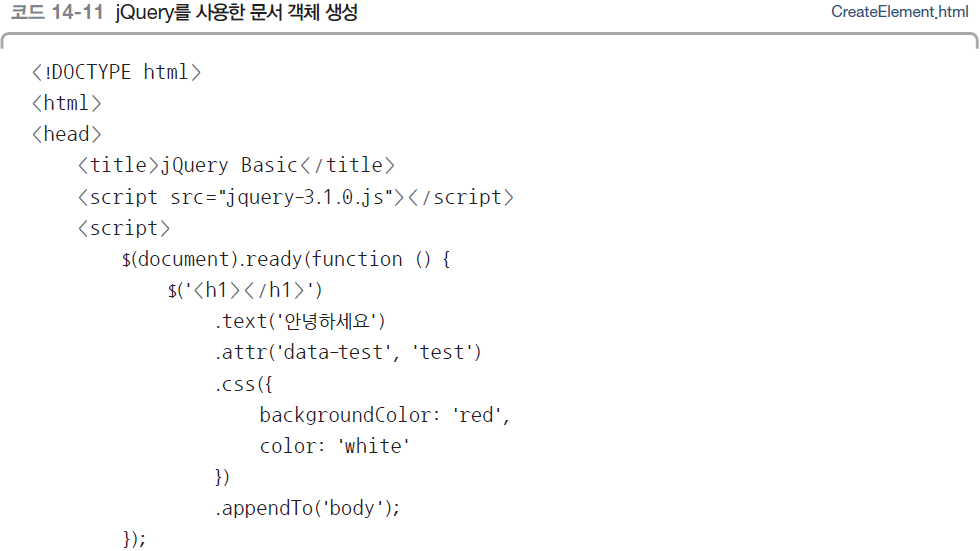 코드 14-11 jQuery를 사용한 문서 객체 생성 CreateElement.html
<!DOCTYPE html>
<html>
<head>
    <title>jQuery Basic</title>
    <script src="jquery-3.1.0.js"></script>
    <script>
        $(document).ready(function () {
            $('<h1></h1>')
                .text('안녕하세요')
                .attr('data-test', 'test')
                .css({
                    backgroundColor: 'red',
                    color: 'white'
                })
                .appendTo('body');
        });